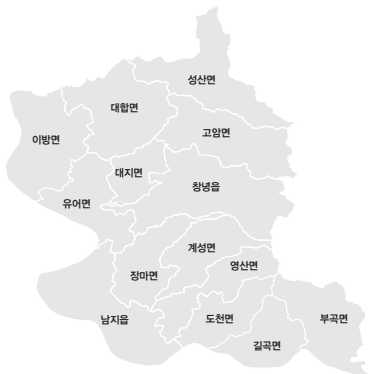 성산면
대합면
고암면
이방면
대지면
창녕읍
유어면
계성면
영산면
장마면
남지읍
도천면
부곡면
길곡면